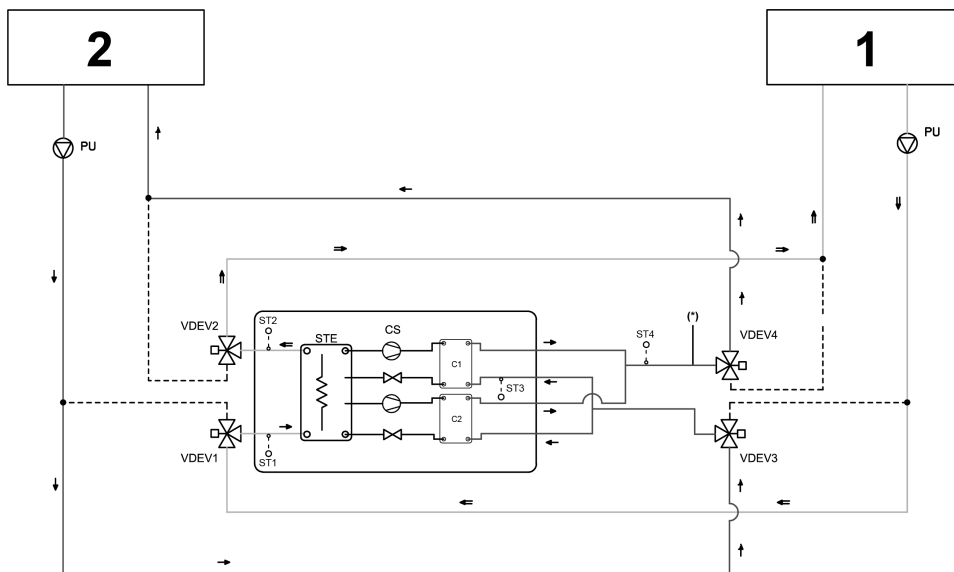 2
1
PU
PU
VDEV2
ST2
STE
CS
C1
ST3
C2
ST1
VDEV1
ST4
(*)
VDEV4
VDEV3